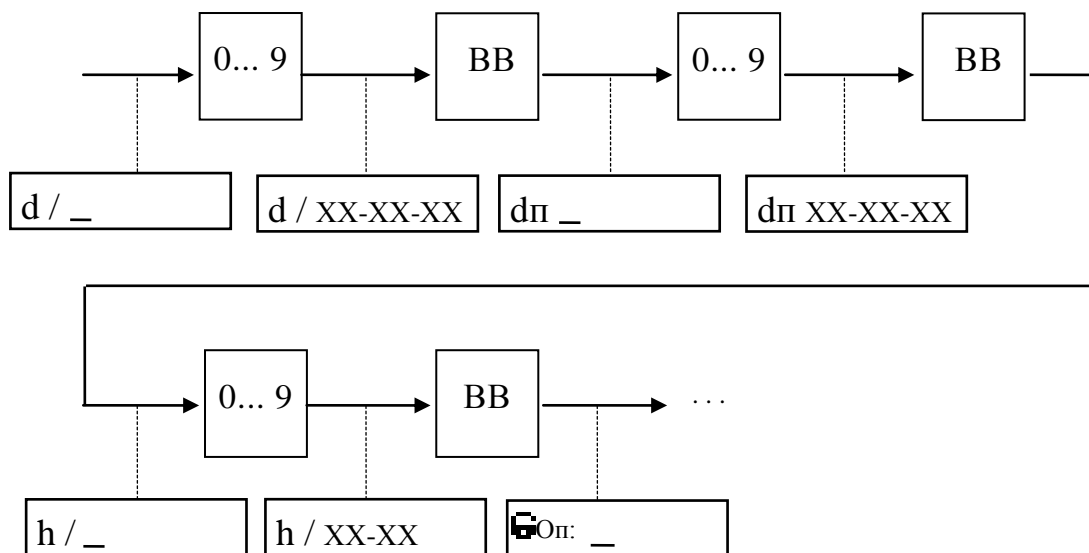 0... 9 ВВ 0... 9 ВВ
d / _ d / XX-XX-XX dп _ dп XX-XX-XX
0... 9 ВВ ...
h / _ h / XX-XX Оп: _